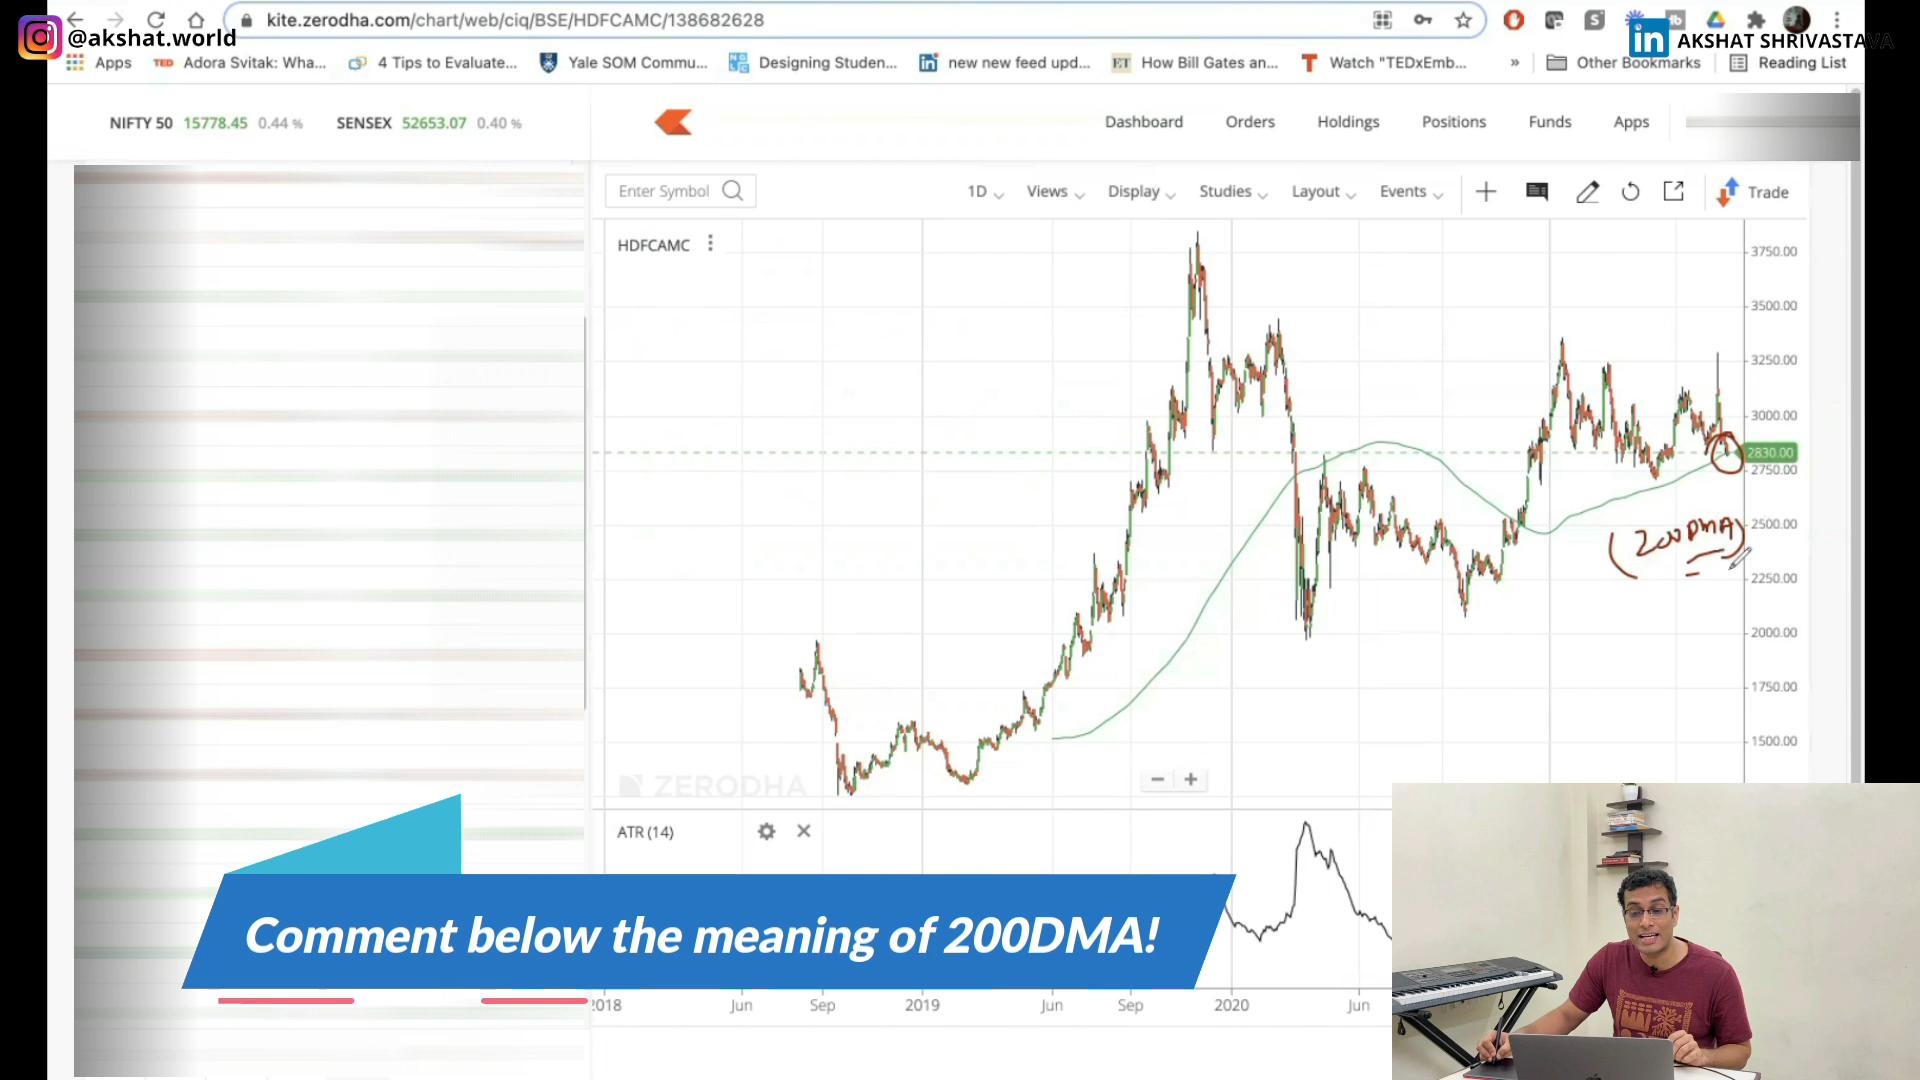 kite.zerodha.com/chart/web/ciq/BSE/HDFCAMC/138682628
@akshat.world
AKSHAT SHRIVASTAVA
Apps
TED Adora Svitak: Wha...
4 Tips to Evaluate...
Yale SOM Commu...
Designing Studen...
new new feed upd...
ET How Bill Gates an...
T Watch "TEDxEmb...
»
Other Bookmarks
Reading List
NIFTY 50 15778.45 0.44 %
SENSEX 52653.07 0.40 %
Dashboard
Orders
Holdings
Positions
Funds
Apps
Enter Symbol
1D
Views
Display
Studies
Layout
Events
Trade
HDFCAMC
3750.00
3500.00
3250.00
3000.00
2830.00
2750.00
2500.00
(200DMA)
2250.00
2000.00
1750.00
1500.00
ZERODHA
ATR (14)
Comment below the meaning of 200DMA!
2018 Jun Sep 2019 Jun Sep 2020 Jun